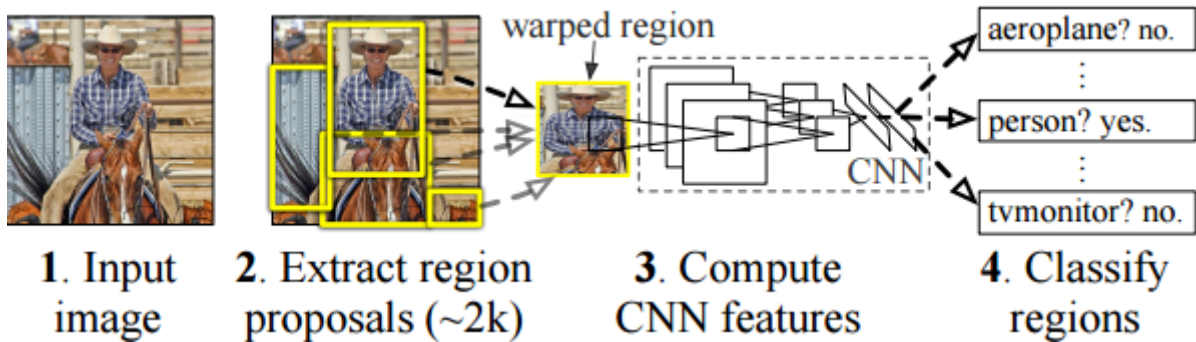 warped region
aeroplane? no.
⋮
person? yes.
CNN
⋮
tvmonitor? no.
1. Input
image
2. Extract region
proposals (~2k)
3. Compute
CNN features
4. Classify
regions